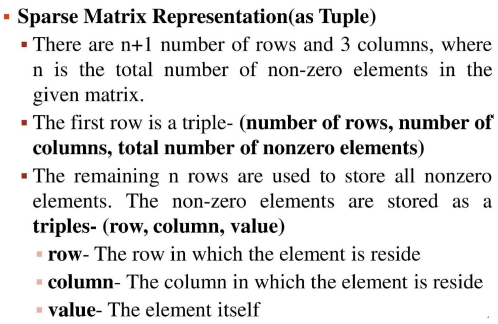 ▪ Sparse Matrix Representation(as Tuple)
▪ There are n+1 number of rows and 3 columns, where
n is the total number of non-zero elements in the
given matrix.
▪ The first row is a triple- (number of rows, number of
columns, total number of nonzero elements)
▪ The remaining n rows are used to store all nonzero
elements. The non-zero elements are stored as a
triples- (row, column, value)
▪ row- The row in which the element is reside
▪ column- The column in which the element is reside
▪ value- The element itself